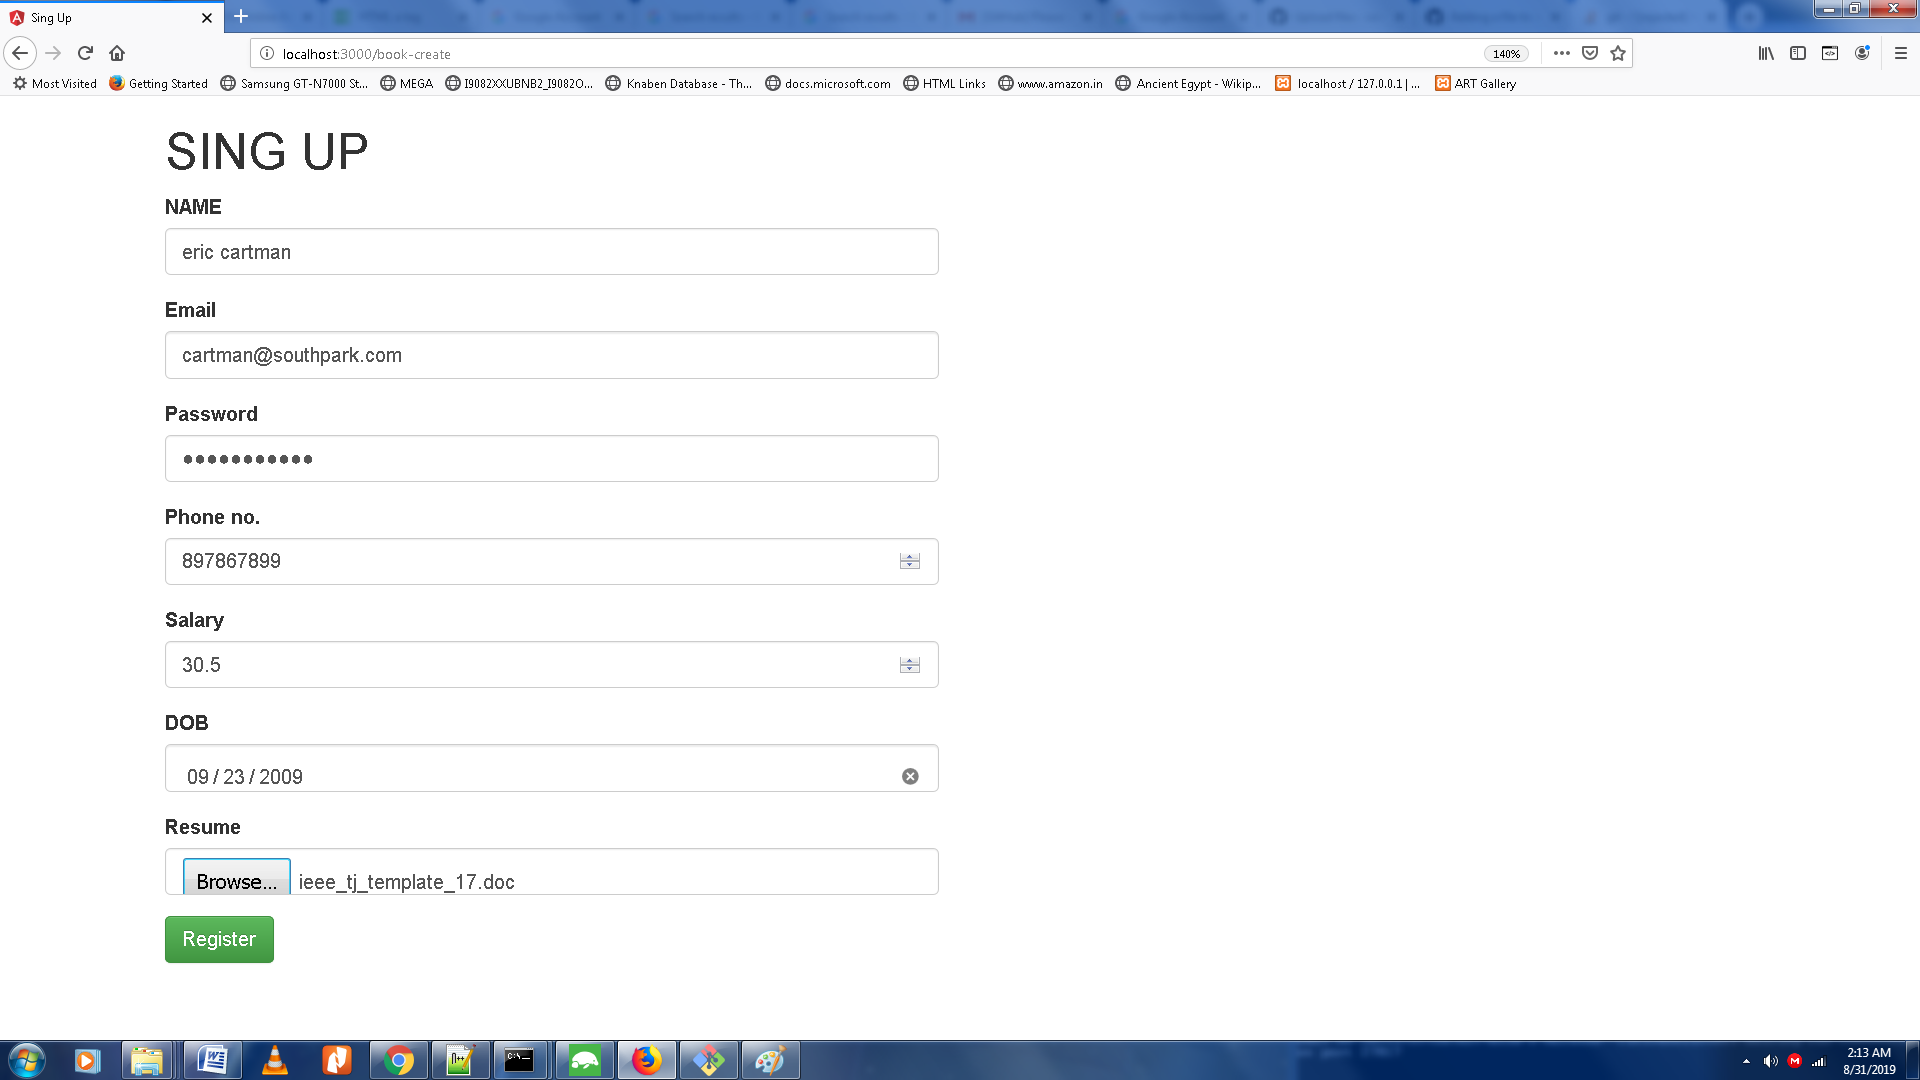 Sing Up
localhost:3000/book-create
140%
Most Visited Getting Started Samsung GT-N7000 St... MEGA I9082XXUBNB2_I9082O... Knaben Database - Th... docs.microsoft.com HTML Links www.amazon.in Ancient Egypt - Wikip... localhost / 127.0.0.1 | ... ART Gallery
SING UP
NAME
eric cartman
Email
cartman@southpark.com
Password
Phone no.
897867899
Salary
30.5
DOB
09 / 23 / 2009
Resume
Browse... ieee_tj_template_17.doc
Register
2:13 AM
8/31/2019